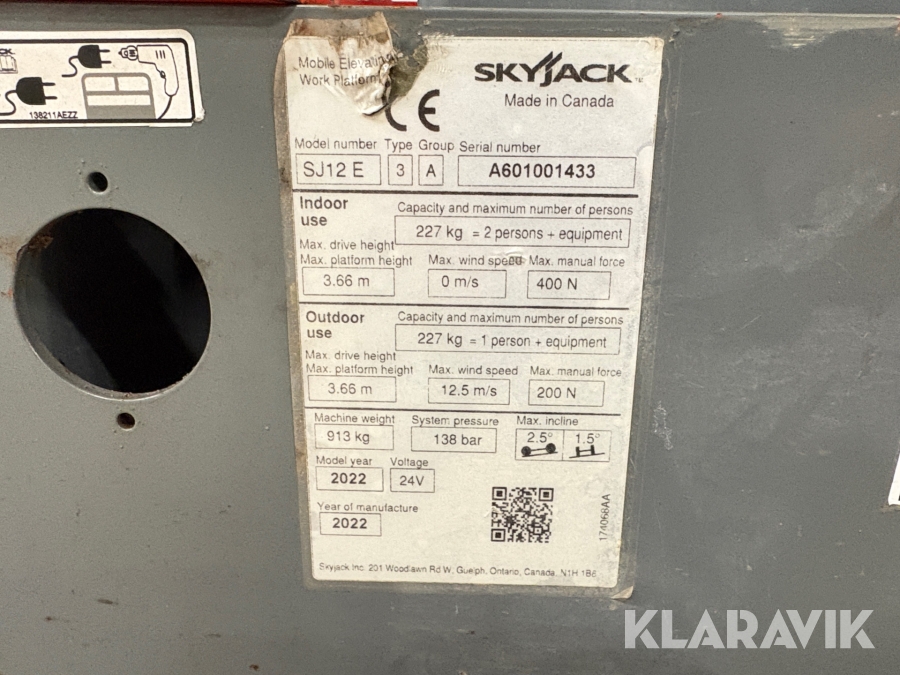 138211AEZZ
Mobile Elevating
Work Platform
SKYJACK
Made in Canada
CE
Model number Type Group Serial number
SJ12 E 3 A A601001433
Indoor
use
Capacity and maximum number of persons
227 kg = 2 persons + equipment
Max. drive height
Max. platform height Max. wind speed Max. manual force
3.66 m 0 m/s 400 N
Outdoor
use
Capacity and maximum number of persons
227 kg = 1 person + equipment
Max. drive height
Max. platform height Max. wind speed Max. manual force
3.66 m 12.5 m/s 200 N
Machine weight System pressure Max. incline
913 kg 138 bar 2.5° 1.5°
Model year Voltage
2022 24V
Year of manufacture
2022
174068AA
Skyjack Inc. 201 Woodlawn Rd W, Guelph, Ontario, Canada, N1H 1B8
KLARAVIK